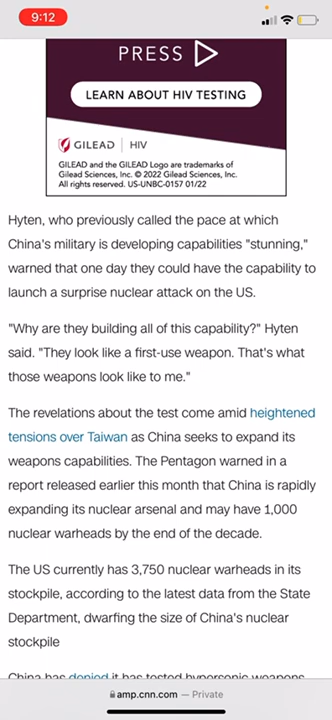 9:12
PRESS
LEARN ABOUT HIV TESTING
GILEAD | HIV
GILEAD and the GILEAD Logo are trademarks of
Gilead Sciences, Inc. © 2022 Gilead Sciences, Inc.
All rights reserved. US-UNBC-0157 01/22
Hyten, who previously called the pace at which
China's military is developing capabilities "stunning,"
warned that one day they could have the capability to
launch a surprise nuclear attack on the US.
"Why are they building all of this capability?" Hyten
said. "They look like a first-use weapon. That's what
those weapons look like to me."
The revelations about the test come amid heightened
tensions over Taiwan as China seeks to expand its
weapons capabilities. The Pentagon warned in a
report released earlier this month that China is rapidly
expanding its nuclear arsenal and may have 1,000
nuclear warheads by the end of the decade.
The US currently has 3,750 nuclear warheads in its
stockpile, according to the latest data from the State
Department, dwarfing the size of China's nuclear
stockpile
China has denied it has tested hypersonic weapons
amp.cnn.com — Private